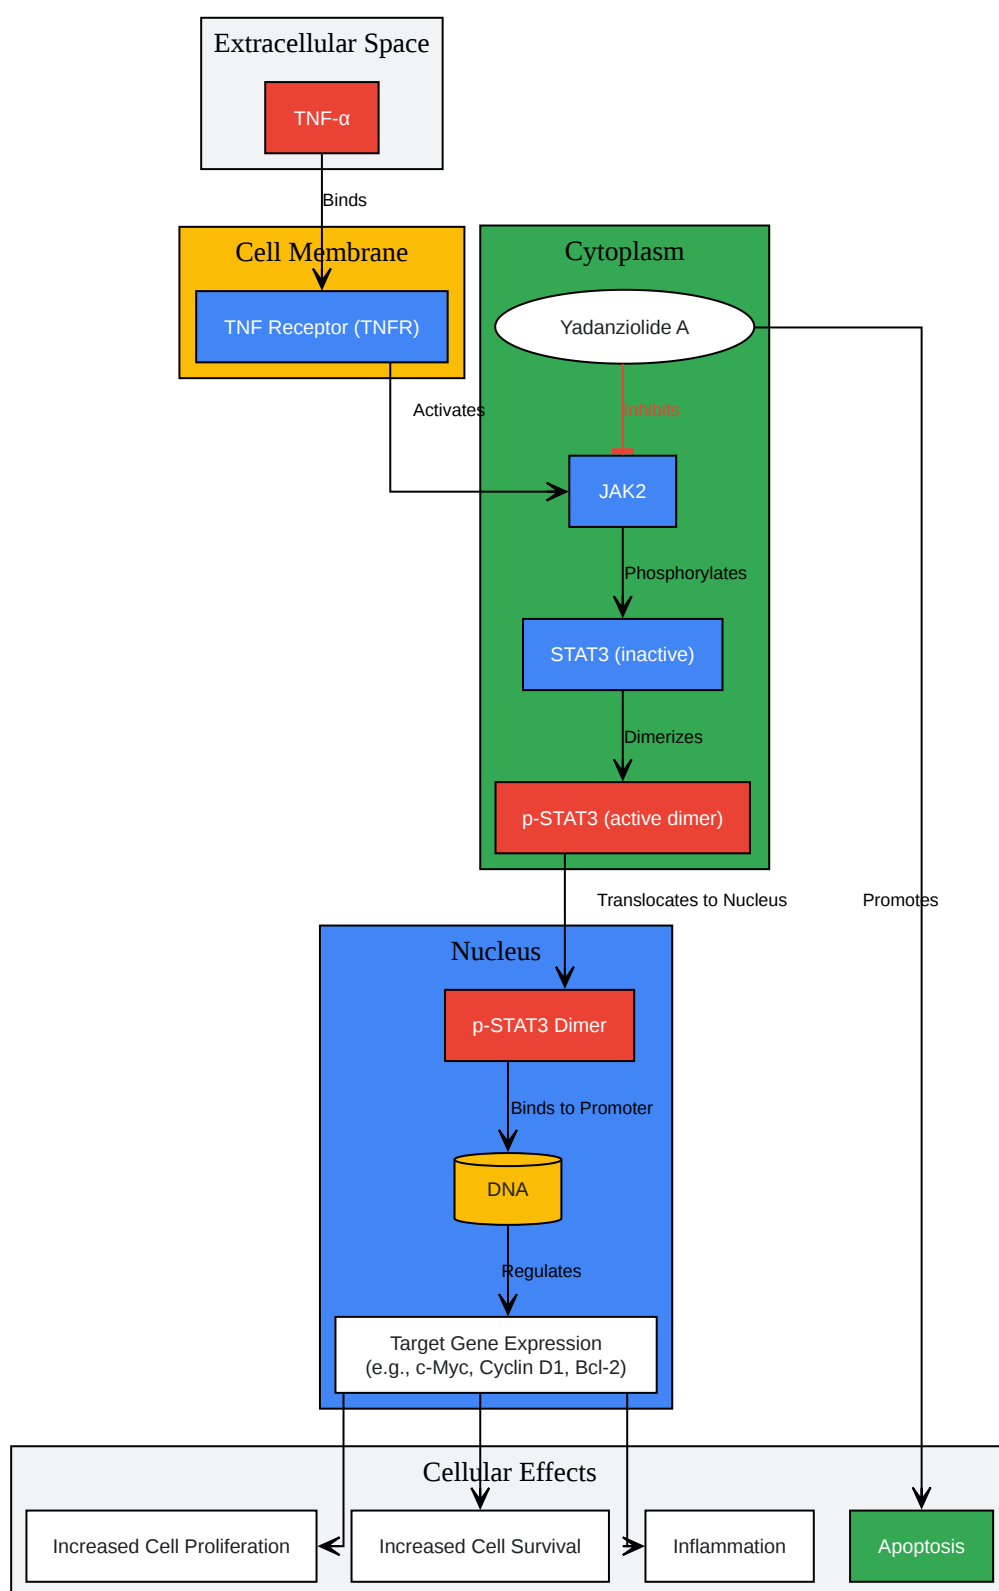 Extracellular Space
TNF-α
Binds
Cell Membrane
TNF Receptor (TNFR)
Cytoplasm
Yadanziolide A
Activates
Inhibits
JAK2
Phosphorylates
STAT3 (inactive)
Dimerizes
p-STAT3 (active dimer)
Translocates to Nucleus
Promotes
Nucleus
p-STAT3 Dimer
Binds to Promoter
DNA
Regulates
Target Gene Expression
(e.g., c-Myc, Cyclin D1, Bcl-2)
Cellular Effects
Increased Cell Proliferation
Increased Cell Survival
Inflammation
Apoptosis